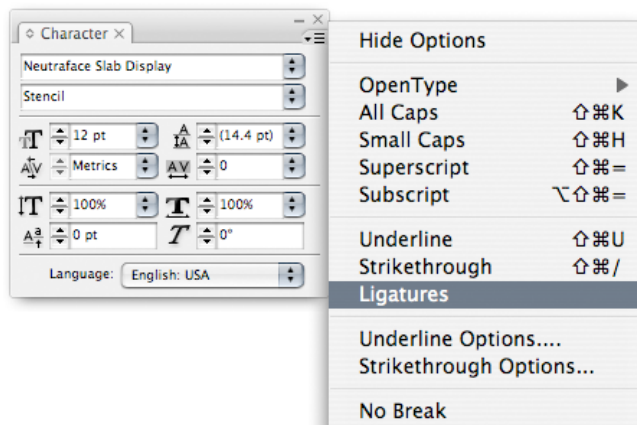 Character
Neutraface Slab Display
Stencil
12 pt (14.4 pt)
Metrics 0
100% 100%
0 pt 0°
Language: English: USA
Hide Options
OpenType
All Caps ⇧⌘K
Small Caps ⇧⌘H
Superscript ⇧⌘=
Subscript ⌥⇧⌘=
Underline ⇧⌘U
Strikethrough ⇧⌘/
Ligatures
Underline Options....
Strikethrough Options...
No Break